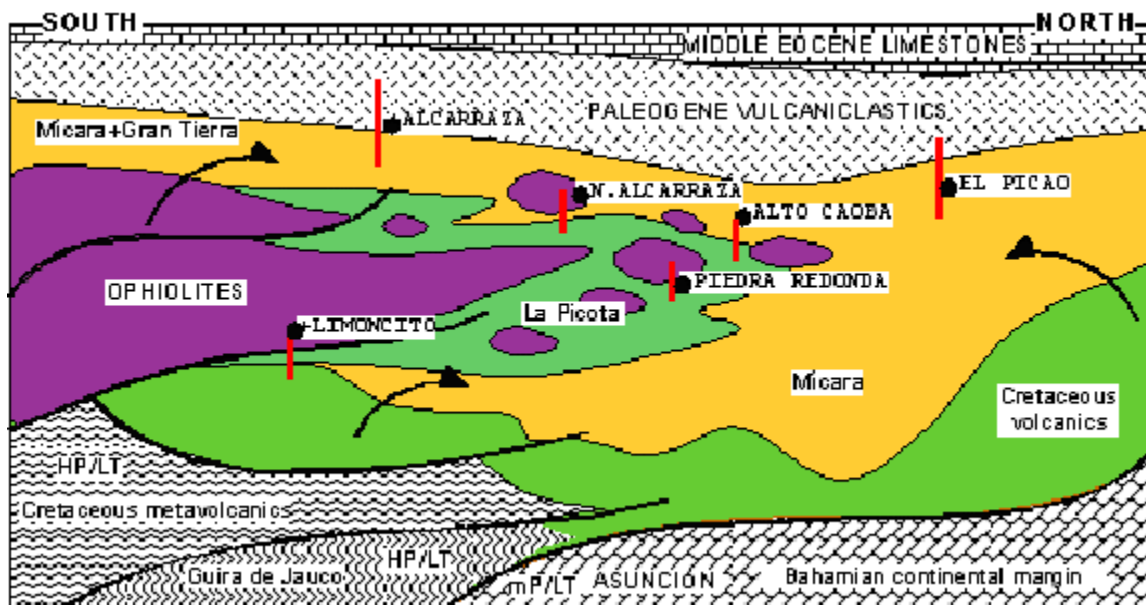 SOUTH
NORTH
MIDDLE EOCENE LIMESTONES
PALEOGENE VULCANICLASTICS
ALCARRAZA
Mícara+Gran Tierra
N.ALCARRAZA
EL PICAO
ALTO CAOBA
PIEDRA REDONDA
OPHIOLITES
La Picota
+LIMONCITO
Mícara
Cretaceous
volcanics
HP/LT
Cretaceous metavolcanics
HP/LT
Guira de Jauco
mP/LT
ASUNCION
Bahamian continental margin